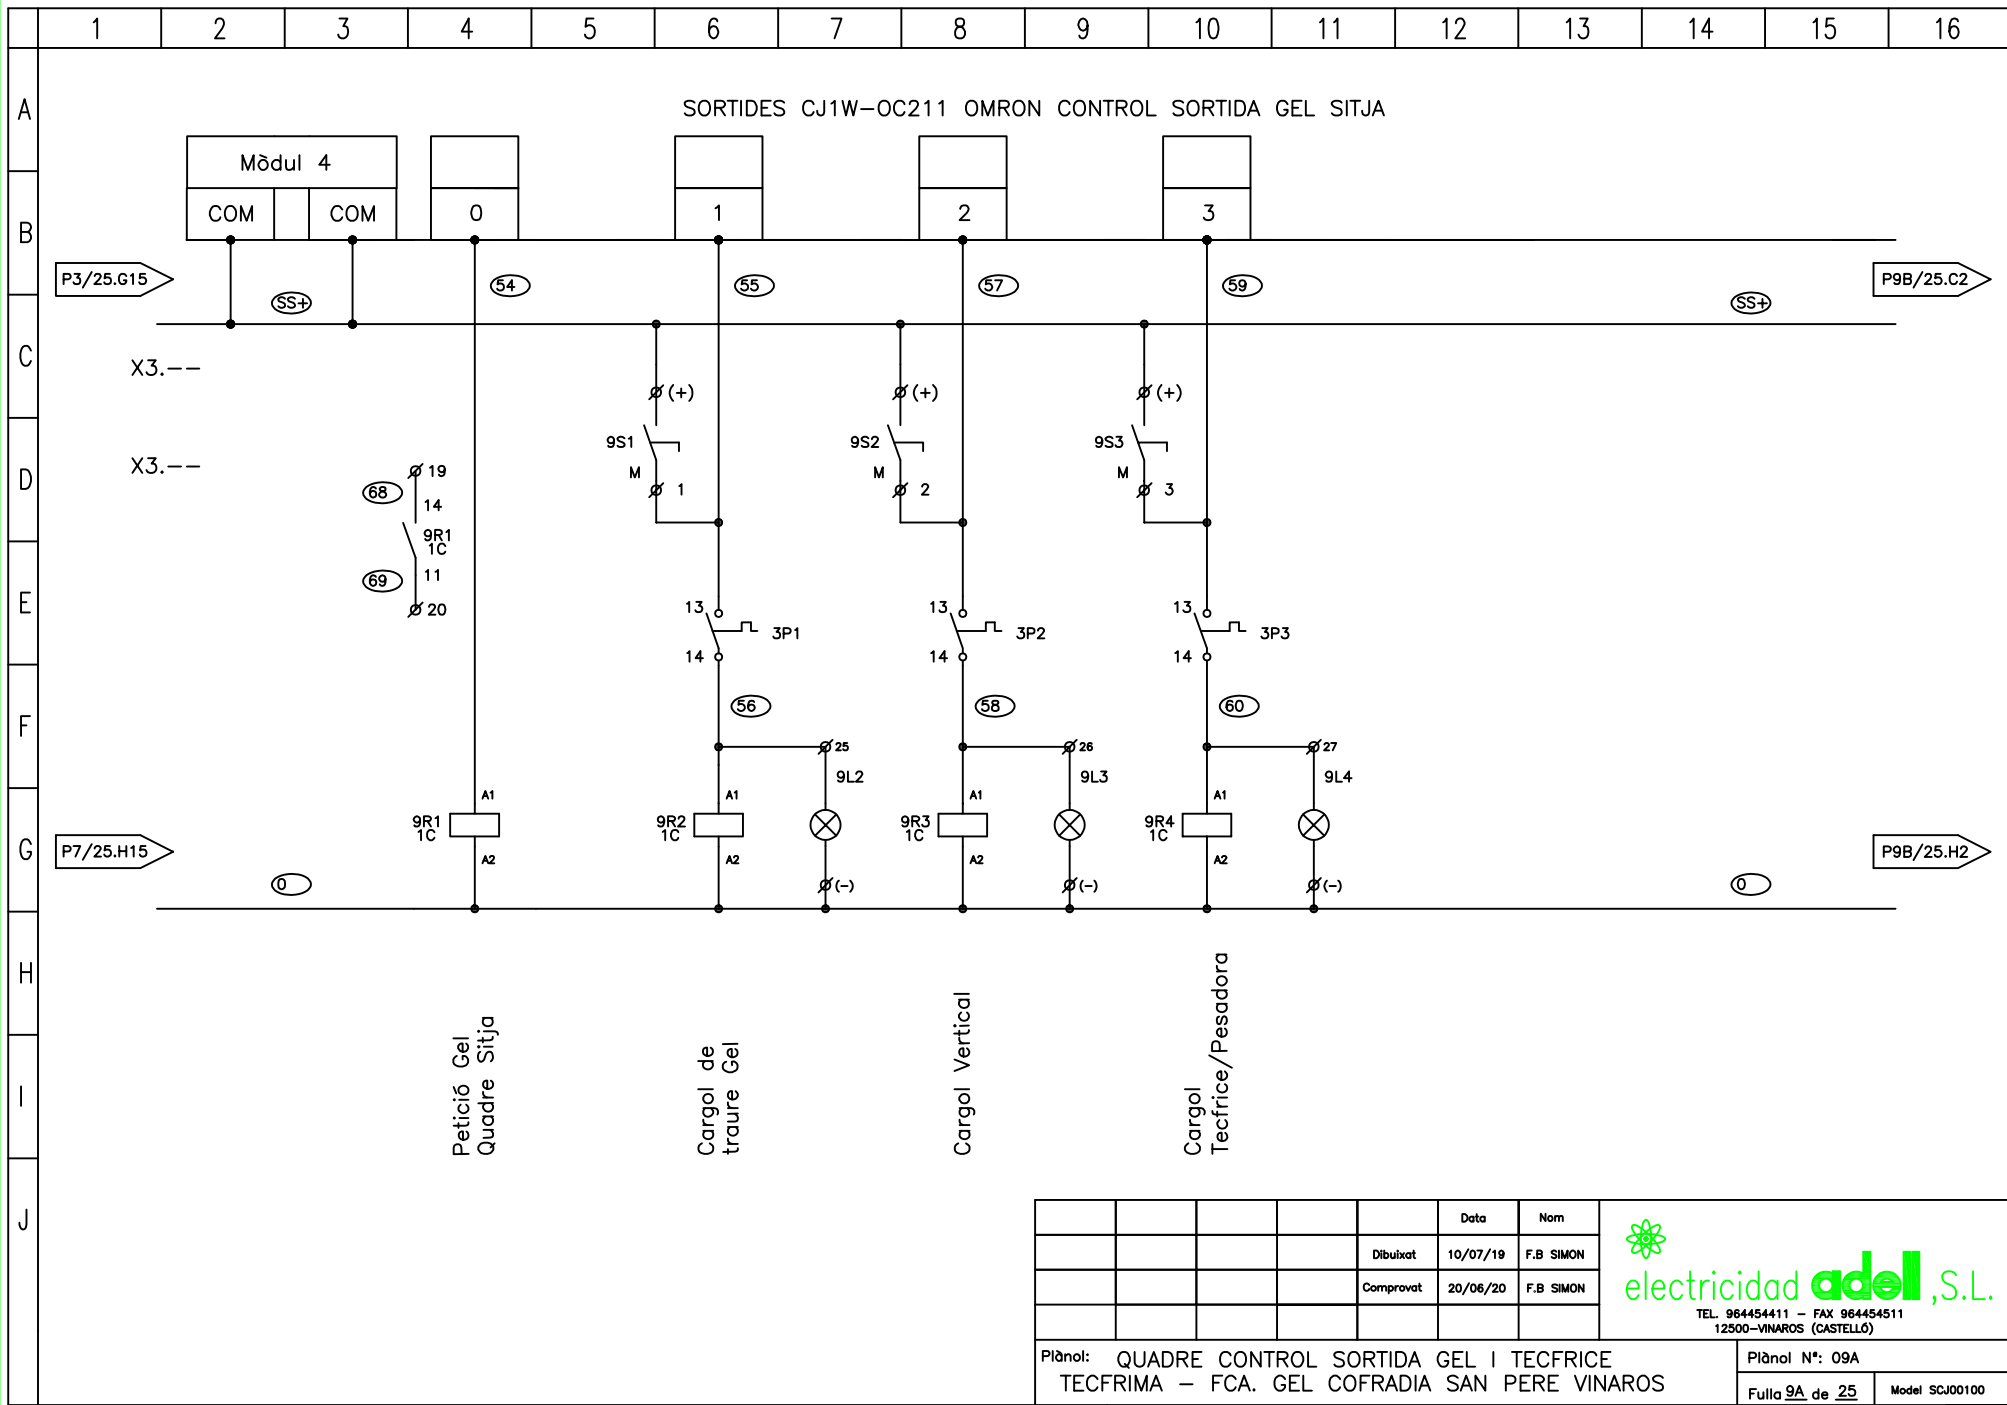 1 2 3 4 5 6 7 8 9 10 11 12 13 14 15 16
A
SORTIDES CJ1W-OC211 OMRON CONTROL SORTIDA GEL SITJA
Mòdul 4
B
COM COM 0 1 2 3
P3/25.G15 54 55 57 59 P9B/25.C2
SS+ SS+
C
X3.--
(+) (+) (+)
9S1 9S2 9S3
D
X3.--
M M M
19
68 1 2 3
14
9R1
1C
69 11
E
20
13 13 13
3P1 3P2 3P3
14 14 14
F
56 58 60
25 26 27
9L2 9L3 9L4
A1 A1 A1 A1
G
9R1 9R2 9R3 9R4
1C 1C 1C 1C
P7/25.H15 P9B/25.H2
A2 A2 A2 A2
0 (-) (-) (-) 0
H
I
J
Petició Gel
Quadre Sitja
Cargol de
traure Gel
Cargol Vertical
Cargol
Tecfrice/Pesadora
Data Nom
Dibuixat 10/07/19 F.B SIMON
Comprovat 20/06/20 F.B SIMON
electricidad adell ,S.L.
TEL. 964454411 - FAX 964454511
12500-VINAROS (CASTELLÓ)
Plànol: QUADRE CONTROL SORTIDA GEL I TECFRICE
TECFRIMA - FCA. GEL COFRADIA SAN PERE VINAROS
Plànol Nº: 09A
Fulla 9A de 25
Model SCJ00100